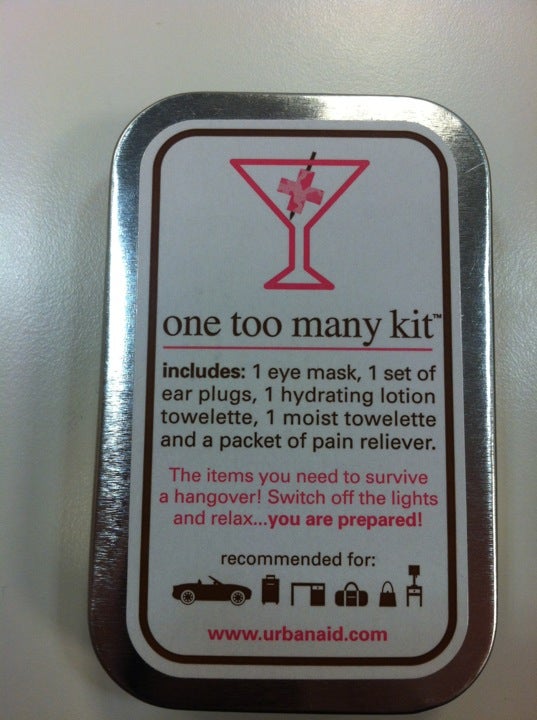 one too many kit™
includes: 1 eye mask, 1 set of
ear plugs, 1 hydrating lotion
towelette, 1 moist towelette
and a packet of pain reliever.
The items you need to survive
a hangover! Switch off the lights
and relax...you are prepared!
recommended for:
www.urbanaid.com